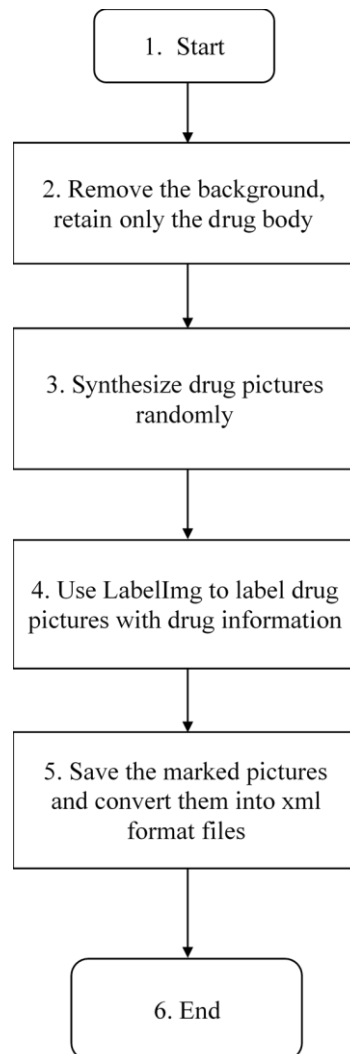 1. Start
2. Remove the background,
retain only the drug body
3. Synthesize drug pictures
randomly
4. Use LabelImg to label drug
pictures with drug information
5. Save the marked pictures
and convert them into xml
format files
6. End